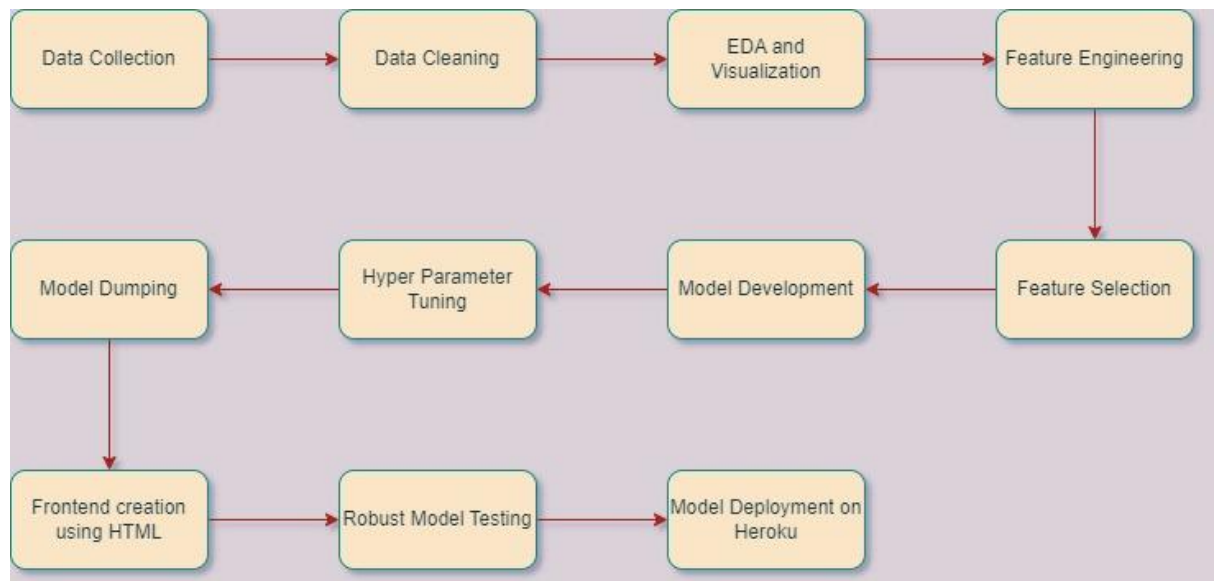 Data Collection
Data Cleaning
EDA and
Visualization
Feature Engineering
Feature Selection
Model Development
Hyper Parameter
Tuning
Model Dumping
Frontend creation
using HTML
Robust Model Testing
Model Deployment on
Heroku